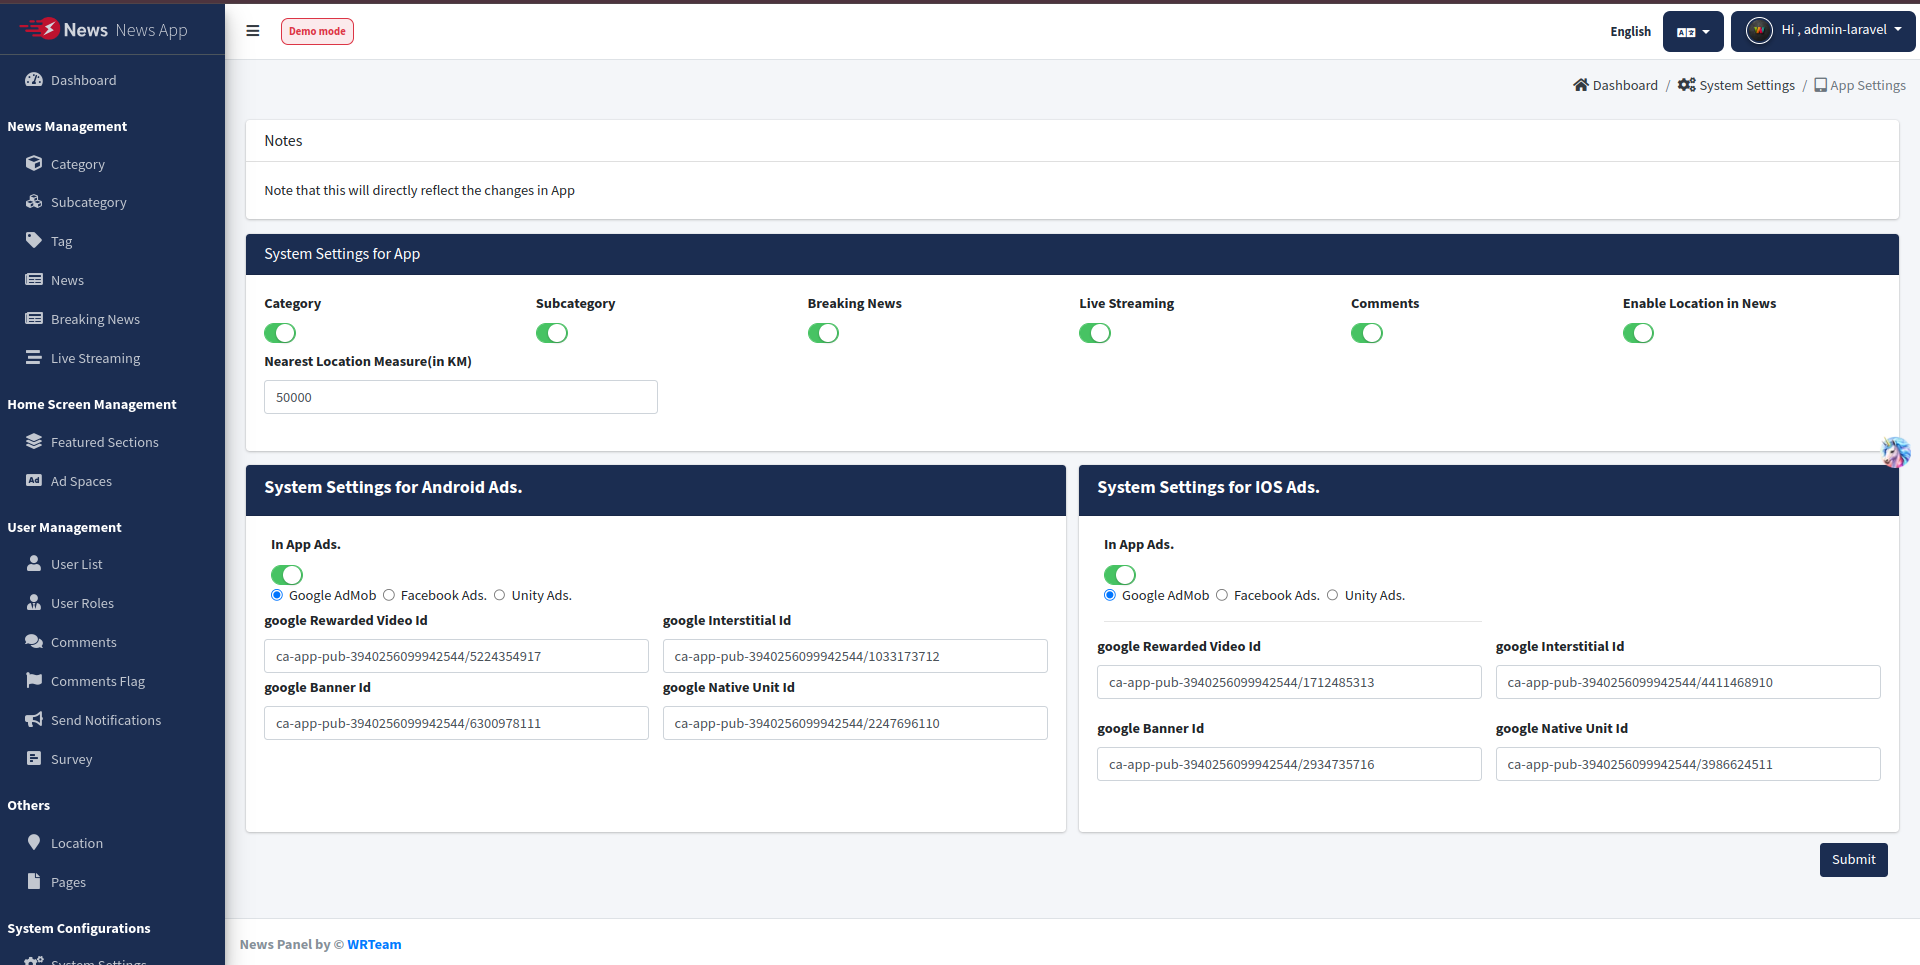 News News App
Dashboard
News Management
Category
Subcategory
Tag
News
Breaking News
Live Streaming
Home Screen Management
Featured Sections
Ad Ad Spaces
User Management
User List
User Roles
Comments
Comments Flag
Send Notifications
Survey
Others
Location
Pages
System Configurations
System Settings
Demo mode
English
Hi , admin-laravel
Dashboard / System Settings / App Settings
Notes
Note that this will directly reflect the changes in App
System Settings for App
Category Subcategory Breaking News Live Streaming Comments Enable Location in News
Nearest Location Measure(in KM)
50000
System Settings for Android Ads.
In App Ads.
Google AdMob Facebook Ads. Unity Ads.
google Rewarded Video Id google Interstitial Id
ca-app-pub-3940256099942544/5224354917 ca-app-pub-3940256099942544/1033173712
google Banner Id google Native Unit Id
ca-app-pub-3940256099942544/6300978111 ca-app-pub-3940256099942544/2247696110
System Settings for IOS Ads.
In App Ads.
Google AdMob Facebook Ads. Unity Ads.
google Rewarded Video Id google Interstitial Id
ca-app-pub-3940256099942544/1712485313 ca-app-pub-3940256099942544/4411468910
google Banner Id google Native Unit Id
ca-app-pub-3940256099942544/2934735716 ca-app-pub-3940256099942544/3986624511
Submit
News Panel by © WRTeam